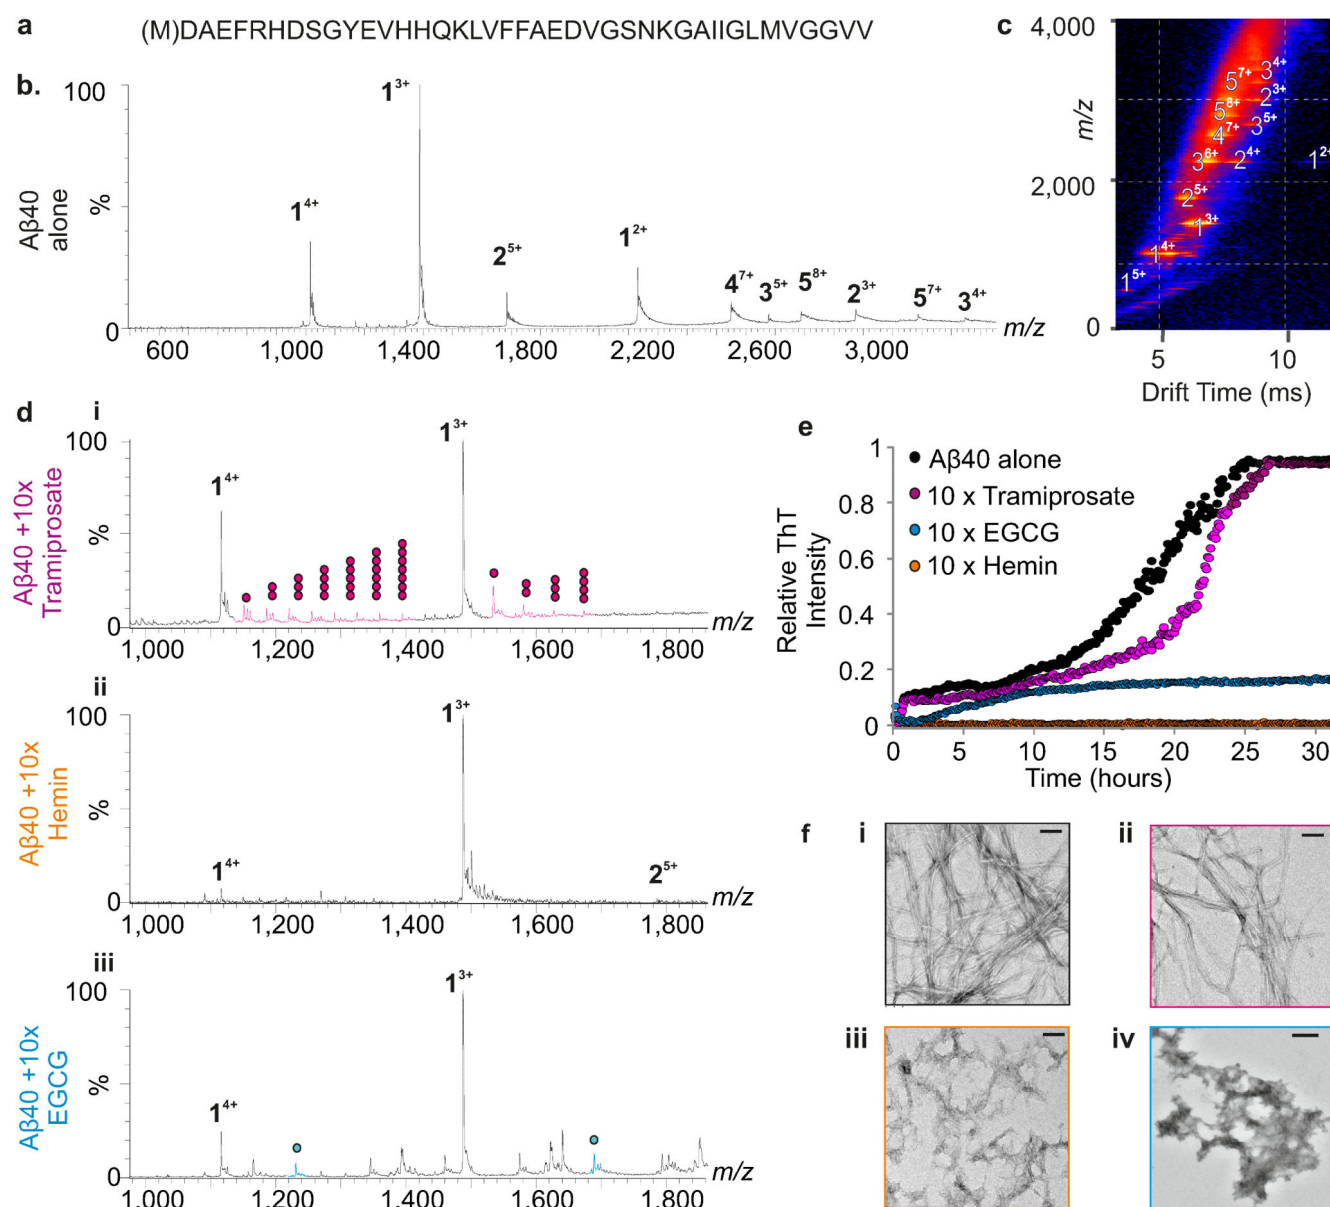 a (M)DAEFRHDSGYEVHHQKLVFFAEDVGSNKGAIIGLMVGGVV
b.
Aβ40
alone
%
100
0
1⁴⁺
1³⁺
2⁵⁺
1²⁺
4⁷⁺
3⁵⁺
5⁸⁺
2³⁺
5⁷⁺
3⁴⁺
600 1,000 1,400 1,800 2,200 2,600 3,000
m/z
c
4,000
m/z
2,000
0
5⁷⁺
3⁴⁺
2³⁺
5⁸⁺
3⁵⁺
4⁷⁺
3⁶⁺
2⁴⁺
1²⁺
2⁵⁺
1³⁺
1⁴⁺
1⁵⁺
5 10
Drift Time (ms)
d
i
Aβ40 +10x
Tramiprosate
%
100
0
1⁴⁺
1³⁺
1,000 1,200 1,400 1,600 1,800
m/z
ii
Aβ40 +10x
Hemin
%
100
0
1⁴⁺
1³⁺
2⁵⁺
1,000 1,200 1,400 1,600 1,800
m/z
iii
Aβ40 +10x
EGCG
%
100
0
1⁴⁺
1³⁺
1,000 1,200 1,400 1,600 1,800
m/z
e
Relative ThT
Intensity
1
0.8
0.6
0.4
0.2
0
Aβ40 alone
10 x Tramiprosate
10 x EGCG
10 x Hemin
0 5 10 15 20 25 30
Time (hours)
f
i
ii
iii
iv